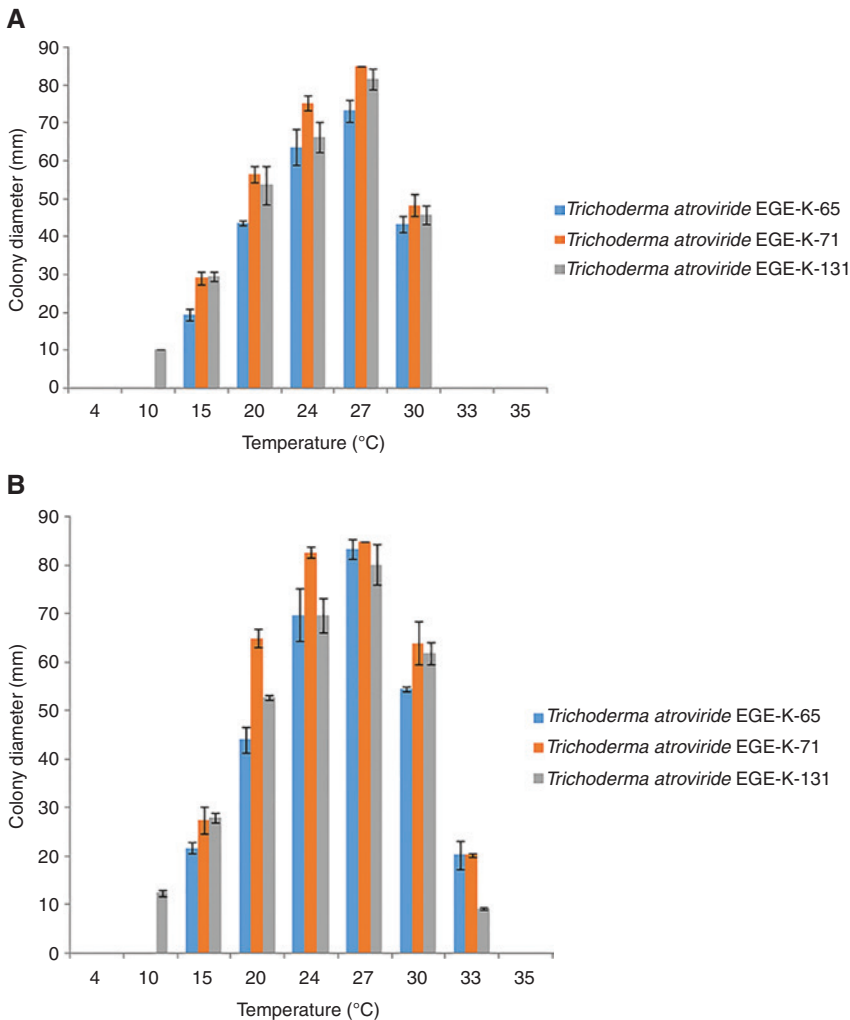 A
90
80
70
60
50
40
30
20
10
0
Colony diameter (mm)
4 10 15 20 24 27 30 33 35
Temperature (°C)
Trichoderma atroviride EGE-K-65
Trichoderma atroviride EGE-K-71
Trichoderma atroviride EGE-K-131
B
90
80
70
60
50
40
30
20
10
0
Colony diameter (mm)
4 10 15 20 24 27 30 33 35
Temperature (°C)
Trichoderma atroviride EGE-K-65
Trichoderma atroviride EGE-K-71
Trichoderma atroviride EGE-K-131